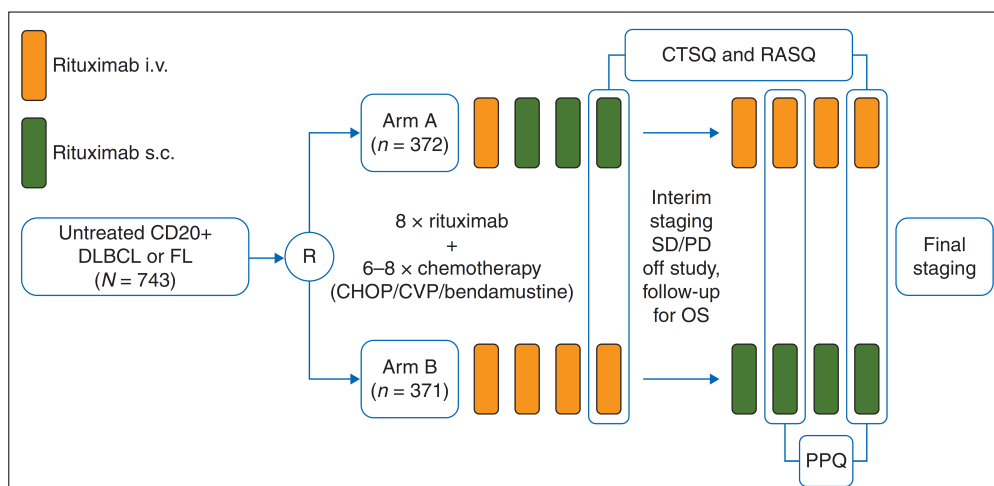 Rituximab i.v.
Rituximab s.c.
CTSQ and RASQ
Arm A
(n = 372)
Untreated CD20+
DLBCL or FL
(N = 743)
R
8 × rituximab
+
6–8 × chemotherapy
(CHOP/CVP/bendamustine)
Interim
staging
SD/PD
off study,
follow-up
for OS
Final
staging
Arm B
(n = 371)
PPQ